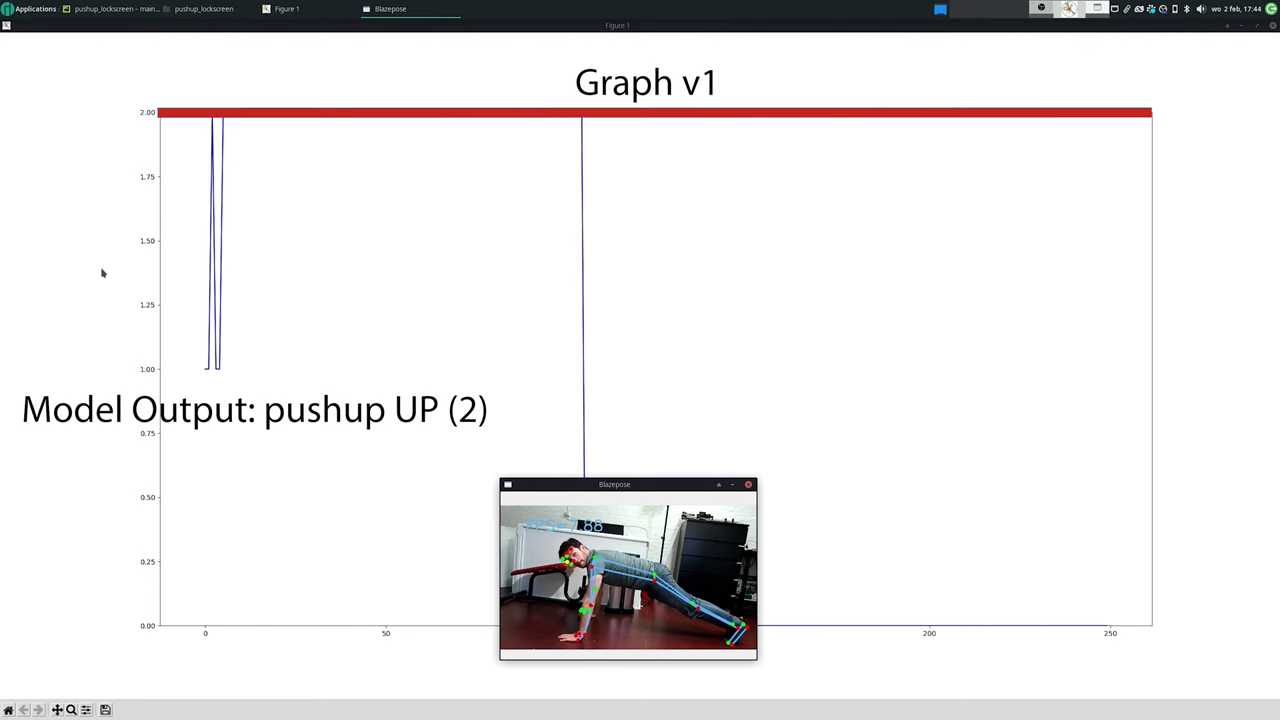 Applications
pushup_lockscreen – main...
pushup_lockscreen
Figure 1
Blazepose
wo 2 feb, 17:44
Figure 1
Graph v1
2.00
1.75
1.50
1.25
1.00
Model Output: pushup UP (2)
0.75
0.50
0.25
0.00
0
50
200
250
Blazepose